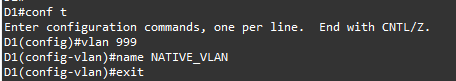 D1#conf t
Enter configuration commands, one per line.  End with CNTL/Z.
D1(config)#vlan 999
D1(config-vlan)#name NATIVE_VLAN
D1(config-vlan)#exit